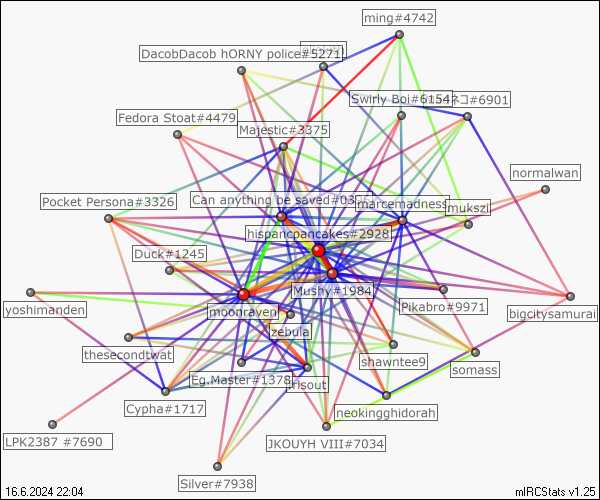 ming#4742
DacobDacob hORNY police#5271
Swirly Boi#6154
#6901
Fedora Stoat#4479
Majestic#3375
normalwan
Pocket Persona#3326
Can anything be saved#03
marcemadness
mukszi
hispancpancakes#2928
Duck#1245
Mushy#1984
Pikabro#9971
yoshimanden
moonraven
bigcitysamurai
zebula
thesecondtwat
shawntee9
somass
Eg.Master#1378
risout
Cypha#1717
neokingghidorah
LPK2387 #7690
JKOUYH VIII#7034
Silver#7938
16.6.2024 22:04
mIRCStats v1.25